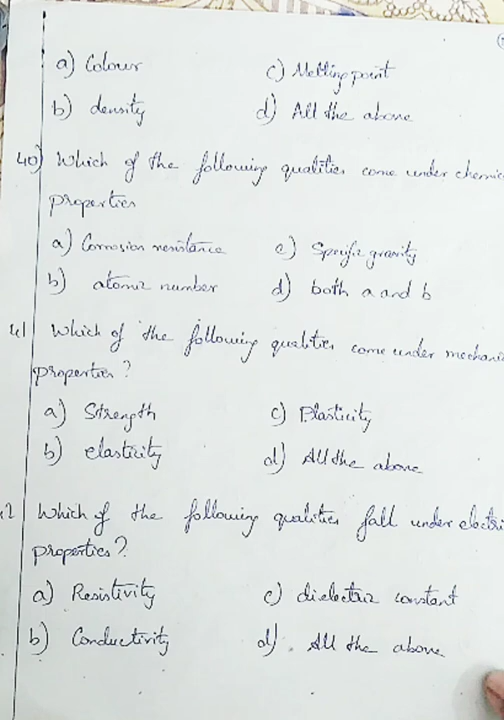 a) Colour c) Melting point
b) density d) All the above
40) Which of the following qualities come under chemic
properties
a) Corrosion resistance c) Specific gravity
b) atomic number d) both a and b
41 Which of the following qualities come under mechani
properties?
a) Strength c) Plasticity
b) elasticity d) All the above
42 Which of the following qualities fall under electri
properties?
a) Resistivity c) dielectric constant
b) Conductivity d) All the above